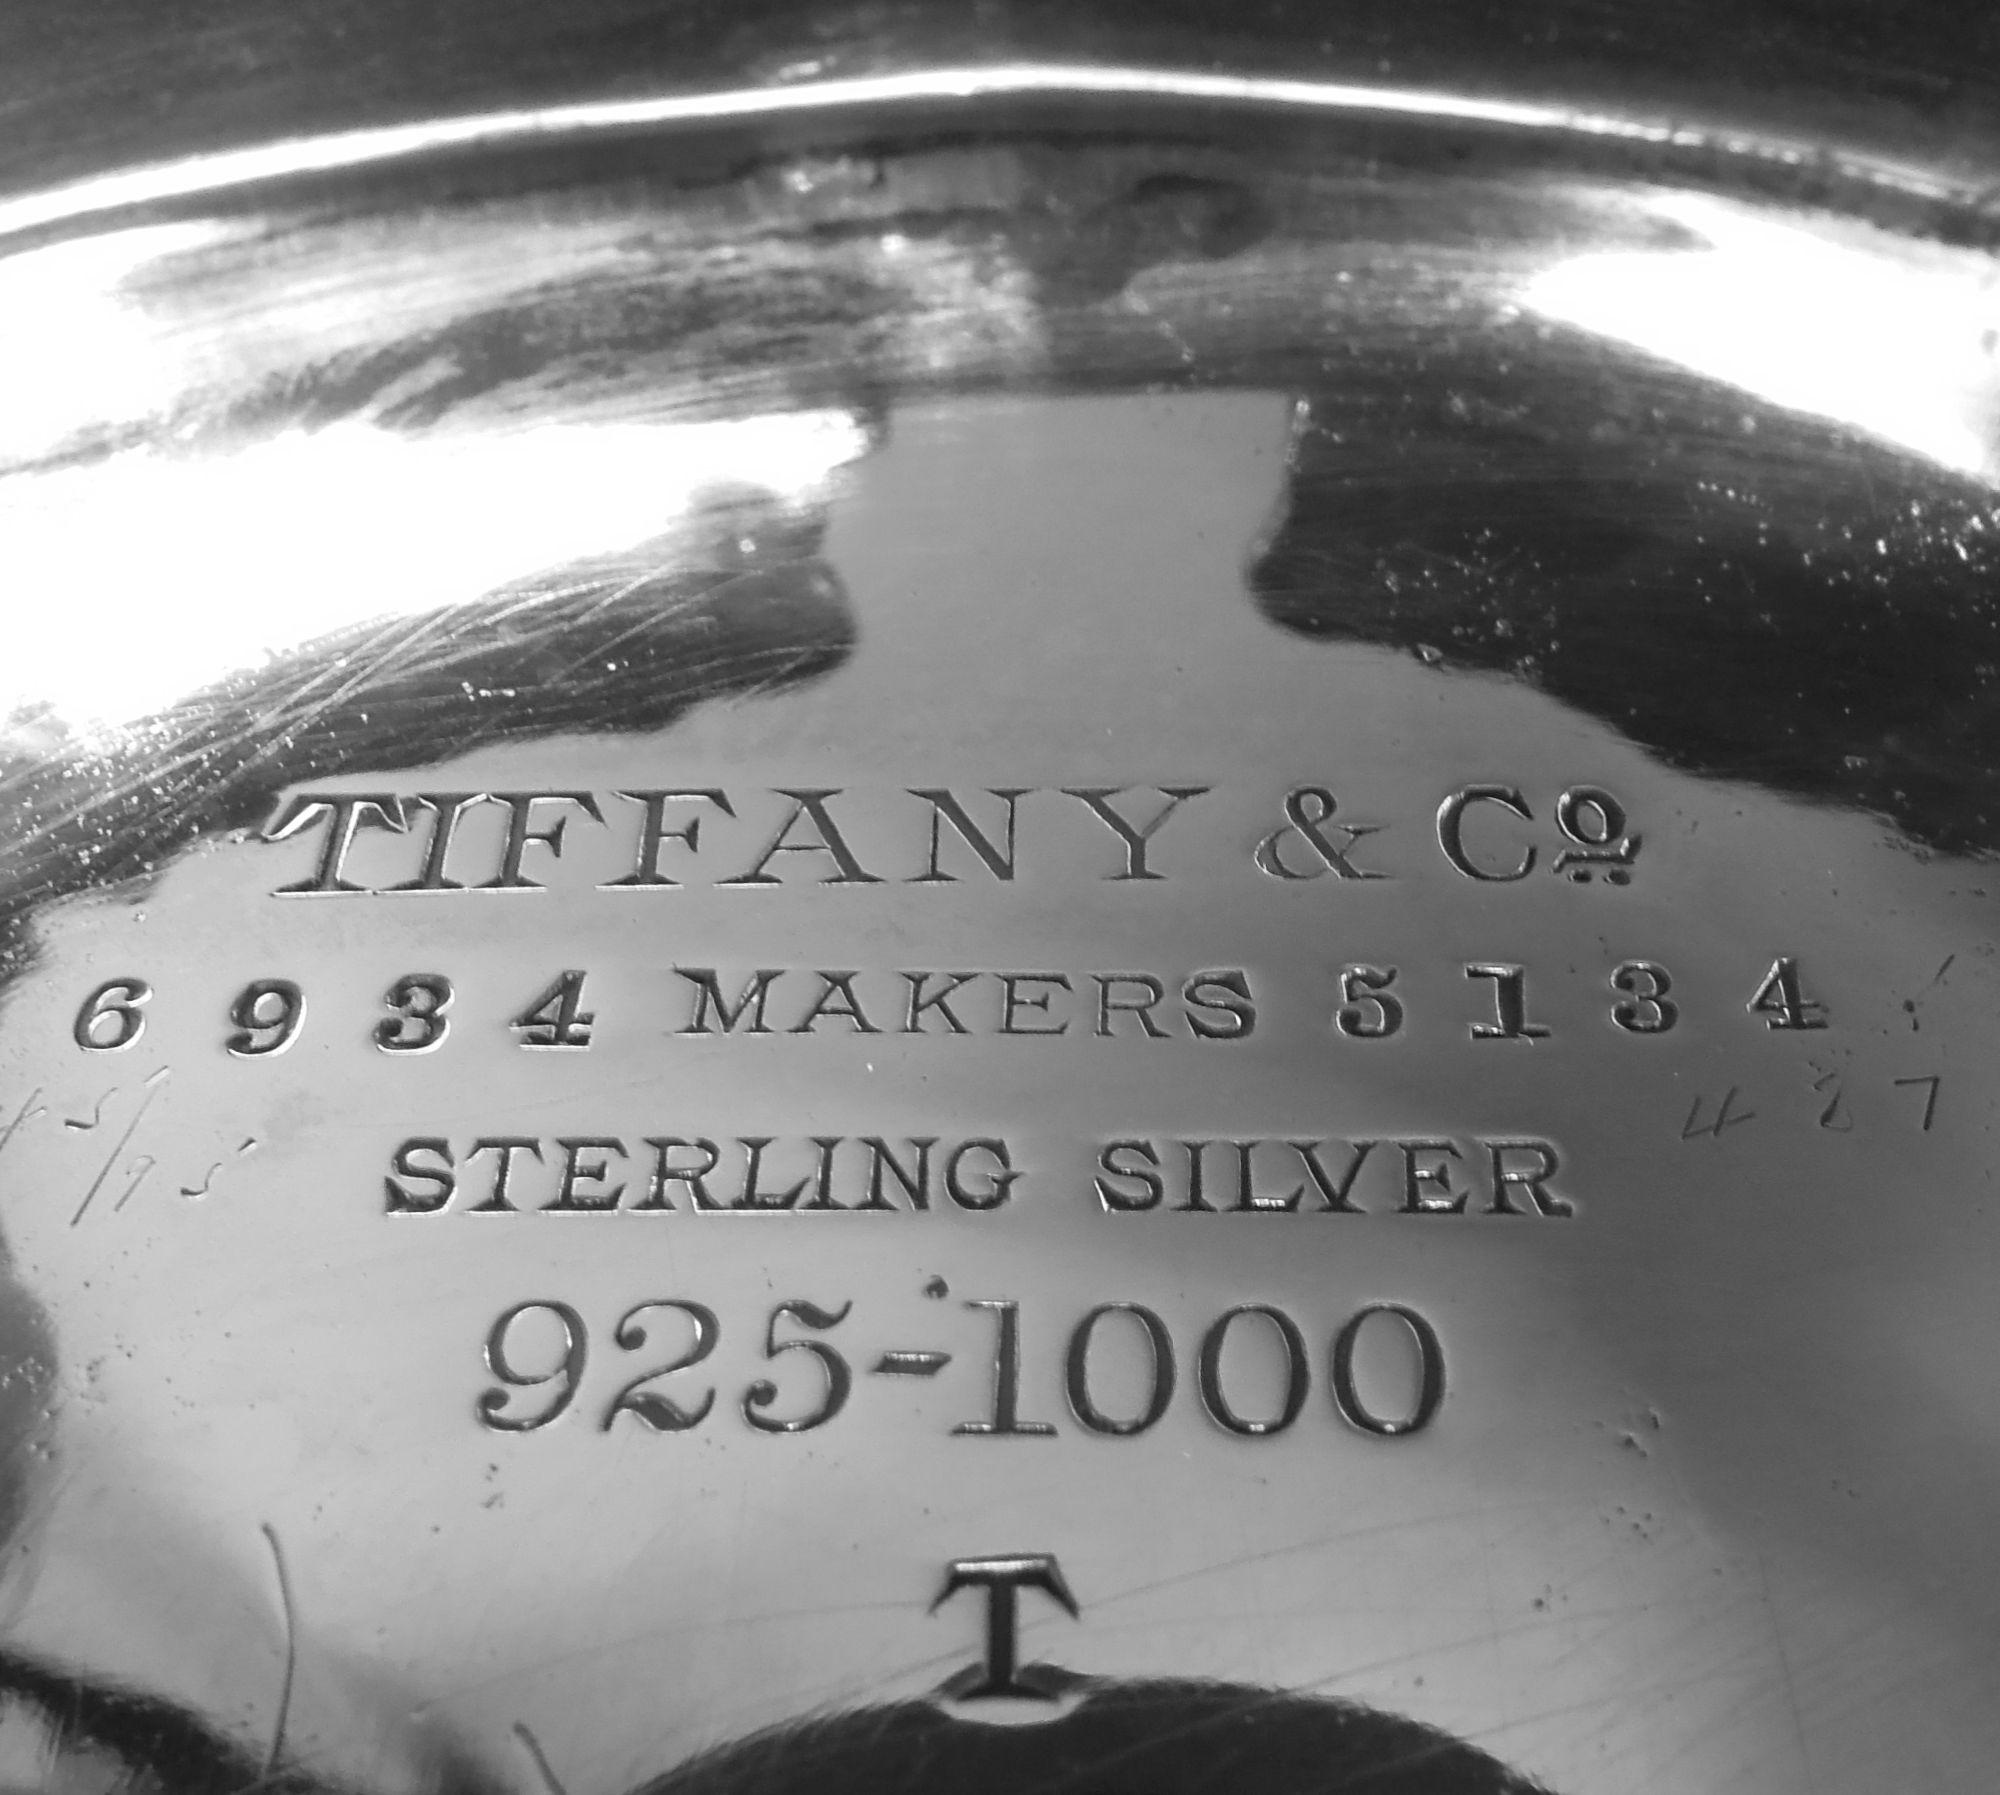 TIFFANY & Cº
6934 MAKERS 5134
STERLING SILVER
925-1000
T